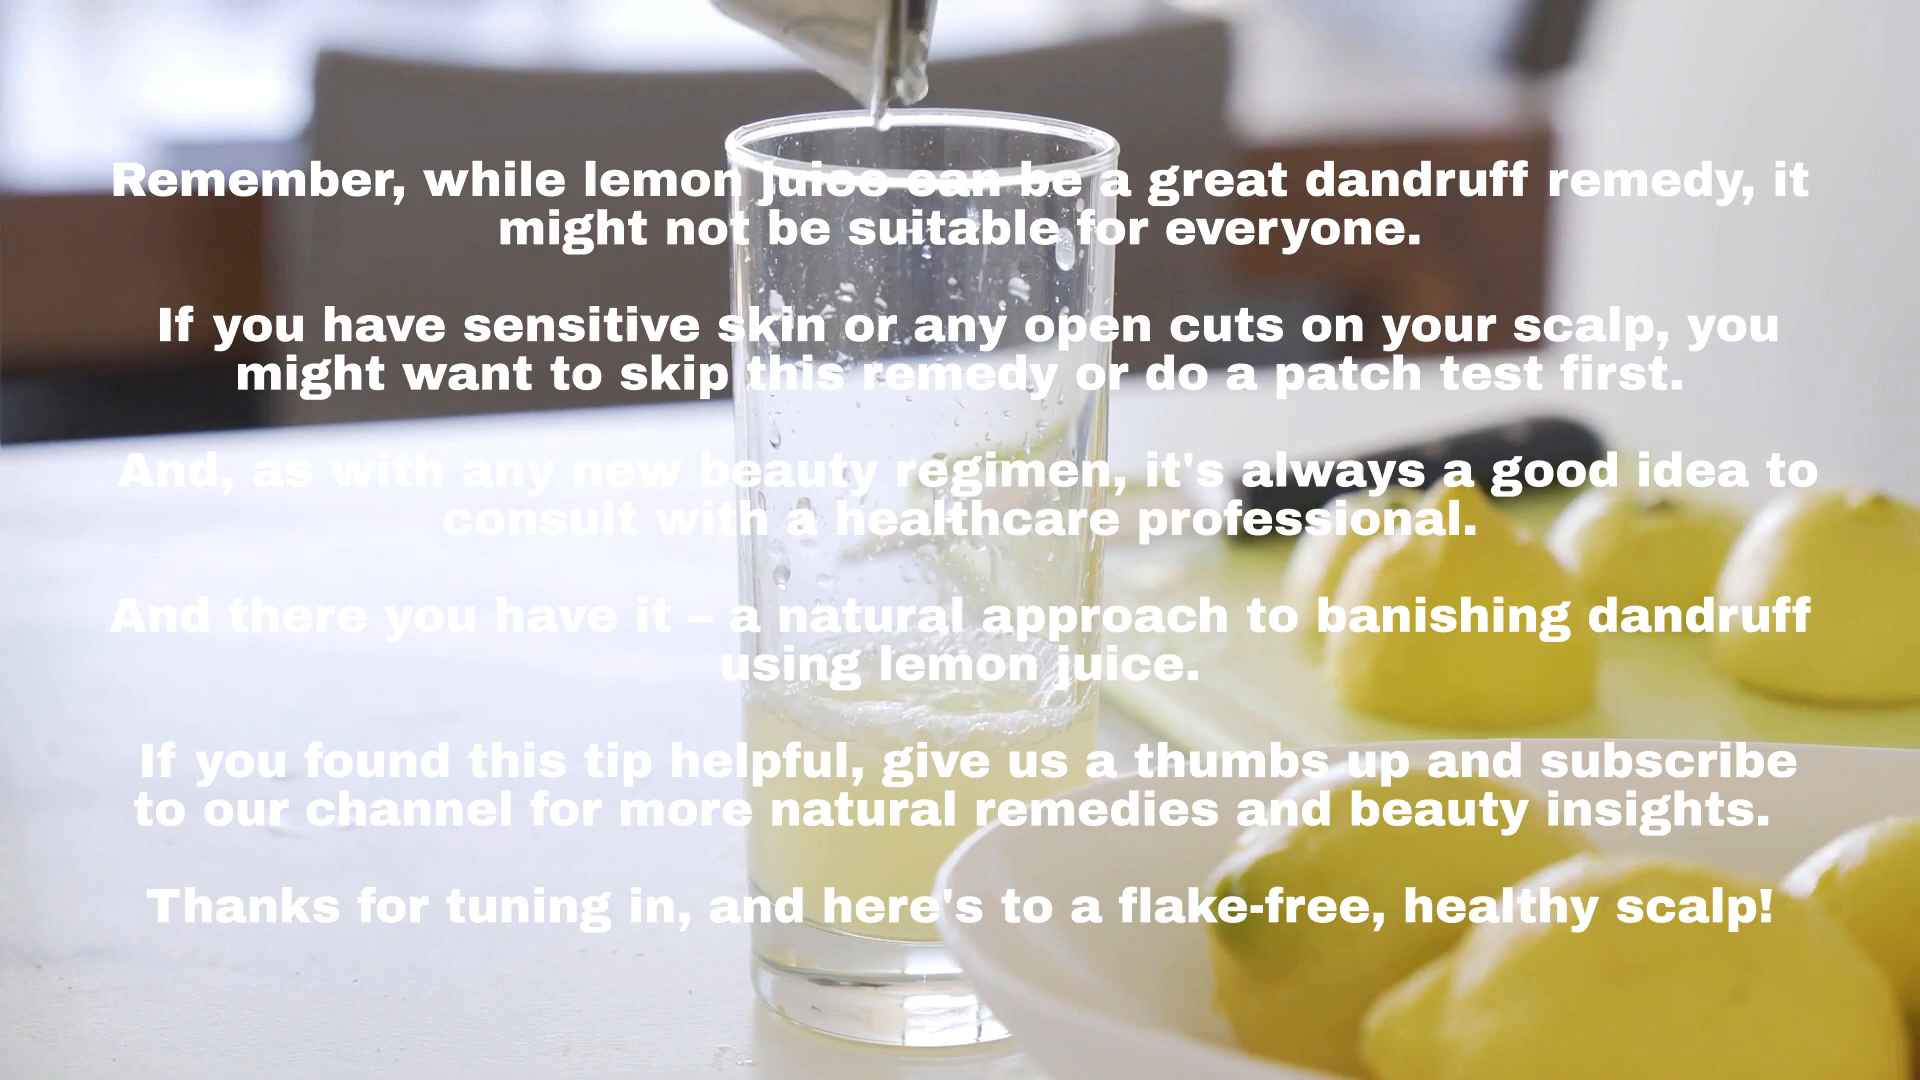 Remember, while lemon juice can be a great dandruff remedy, it
might not be suitable for everyone.
If you have sensitive skin or any open cuts on your scalp, you
might want to skip this remedy or do a patch test first.
And, as with any new beauty regimen, it's always a good idea to
consult with a healthcare professional.
And there you have it – a natural approach to banishing dandruff
using lemon juice.
If you found this tip helpful, give us a thumbs up and subscribe
to our channel for more natural remedies and beauty insights.
Thanks for tuning in, and here's to a flake-free, healthy scalp!